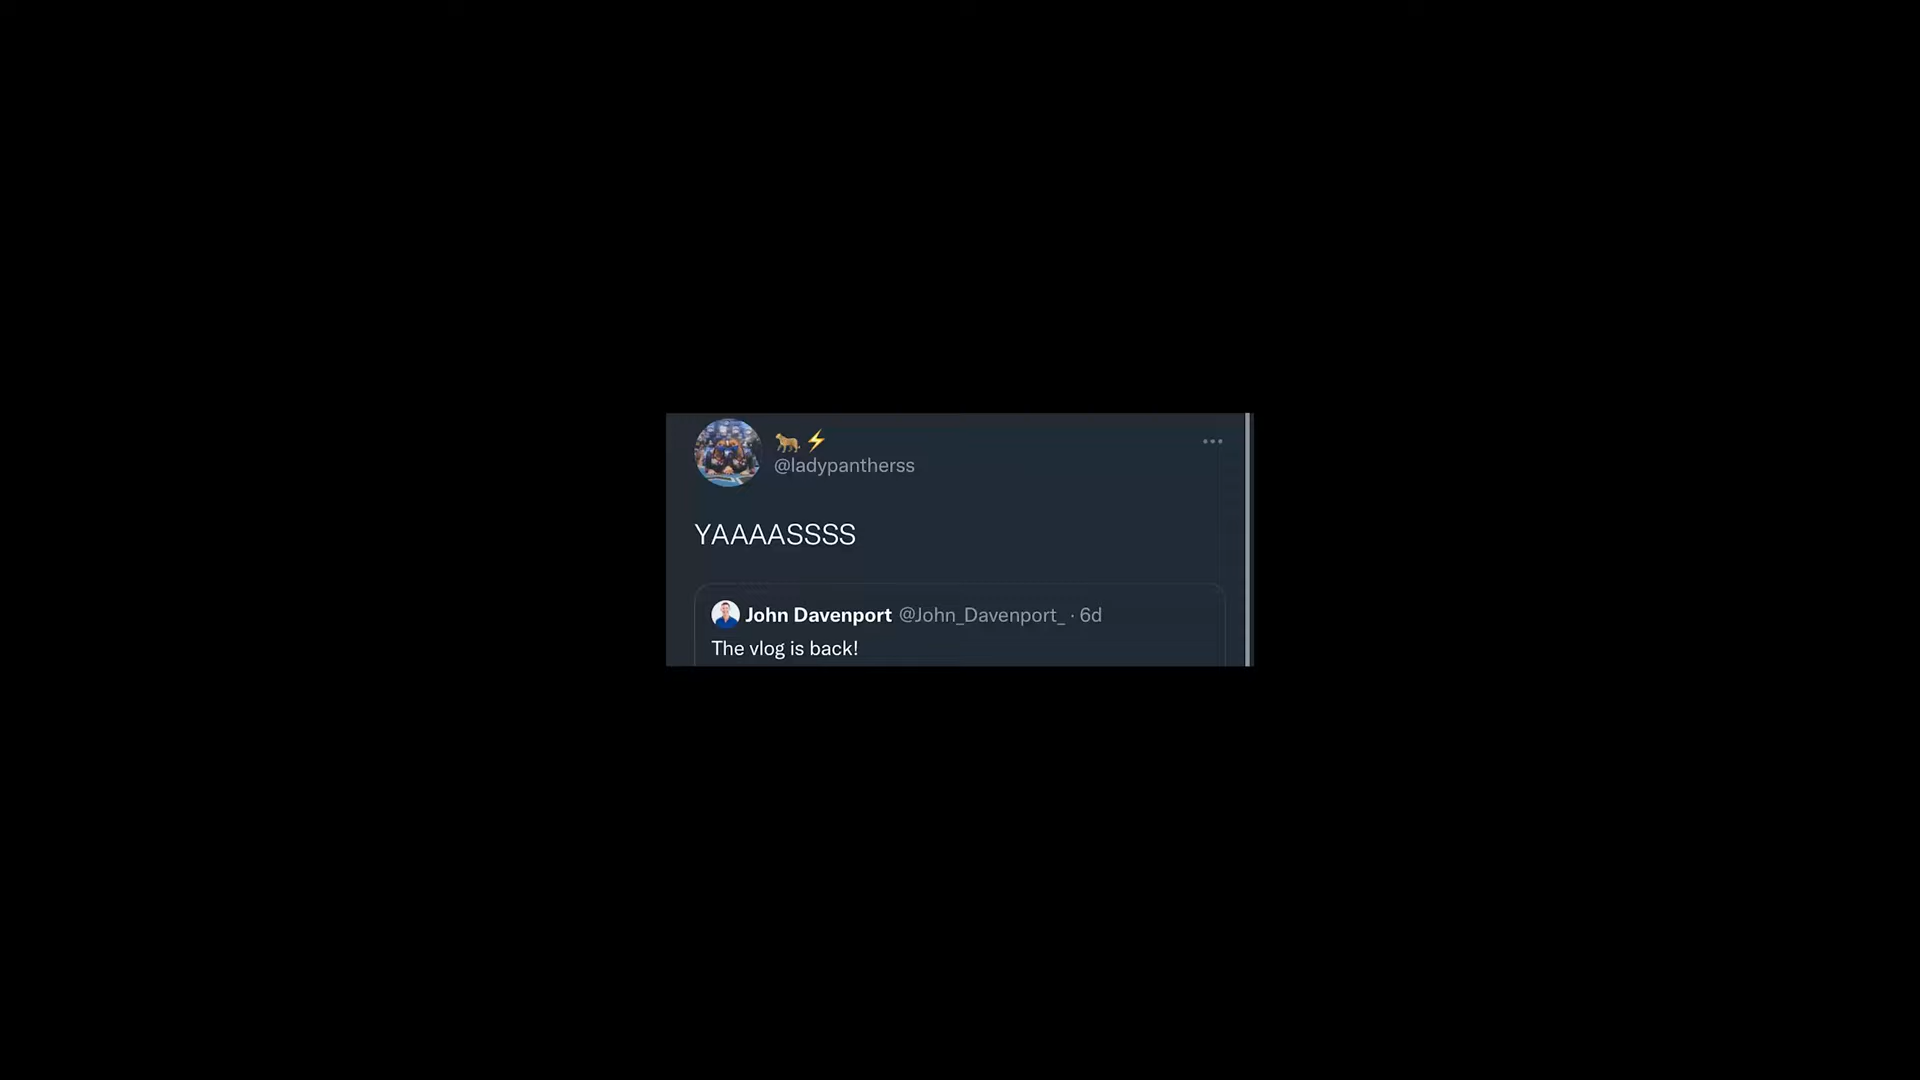 🐆⚡
@ladypantherss
YAAAASSSS
John Davenport @John_Davenport_ · 6d
The vlog is back!